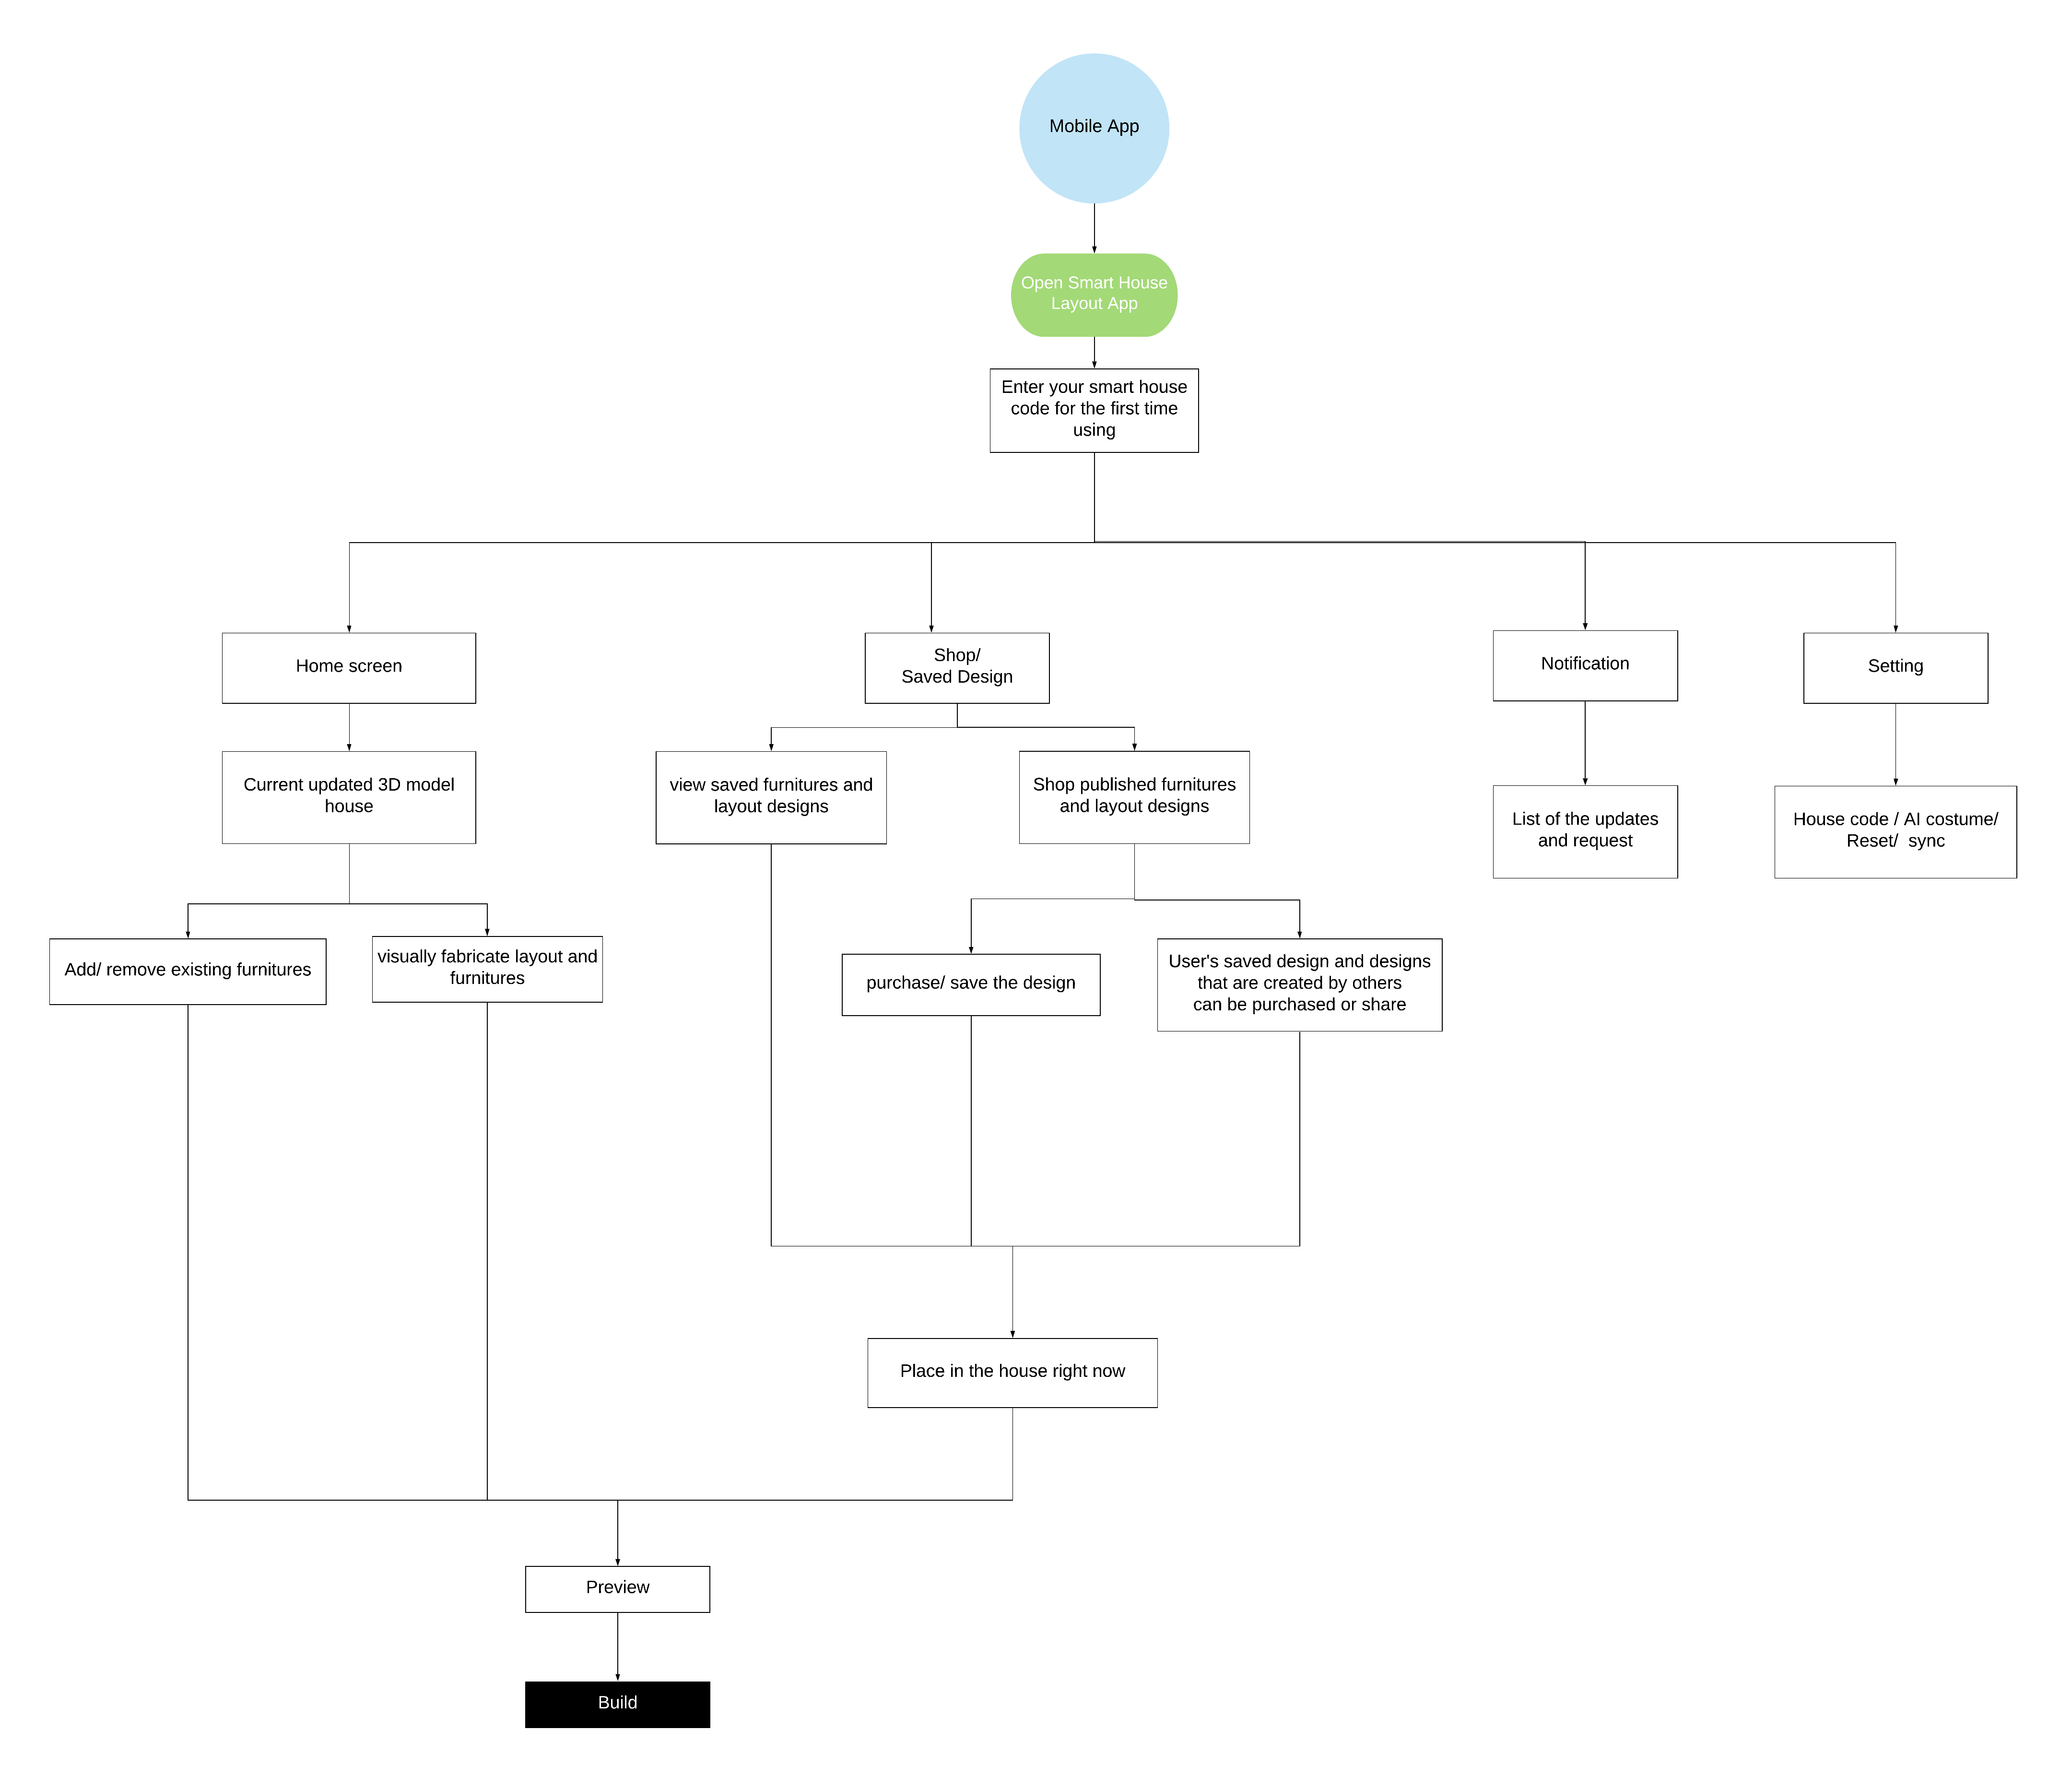 Mobile App
Open Smart House
Layout App
Enter your smart house
code for the first time
using
Home screen
Shop/
Saved Design
Notification
Setting
Current updated 3D model
house
view saved furnitures and
layout designs
Shop published furnitures
and layout designs
List of the updates
and request
House code / AI costume/
Reset/  sync
Add/ remove existing furnitures
visually fabricate layout and
furnitures
purchase/ save the design
User's saved design and designs
that are created by others
can be purchased or share
Place in the house right now
Preview
Build